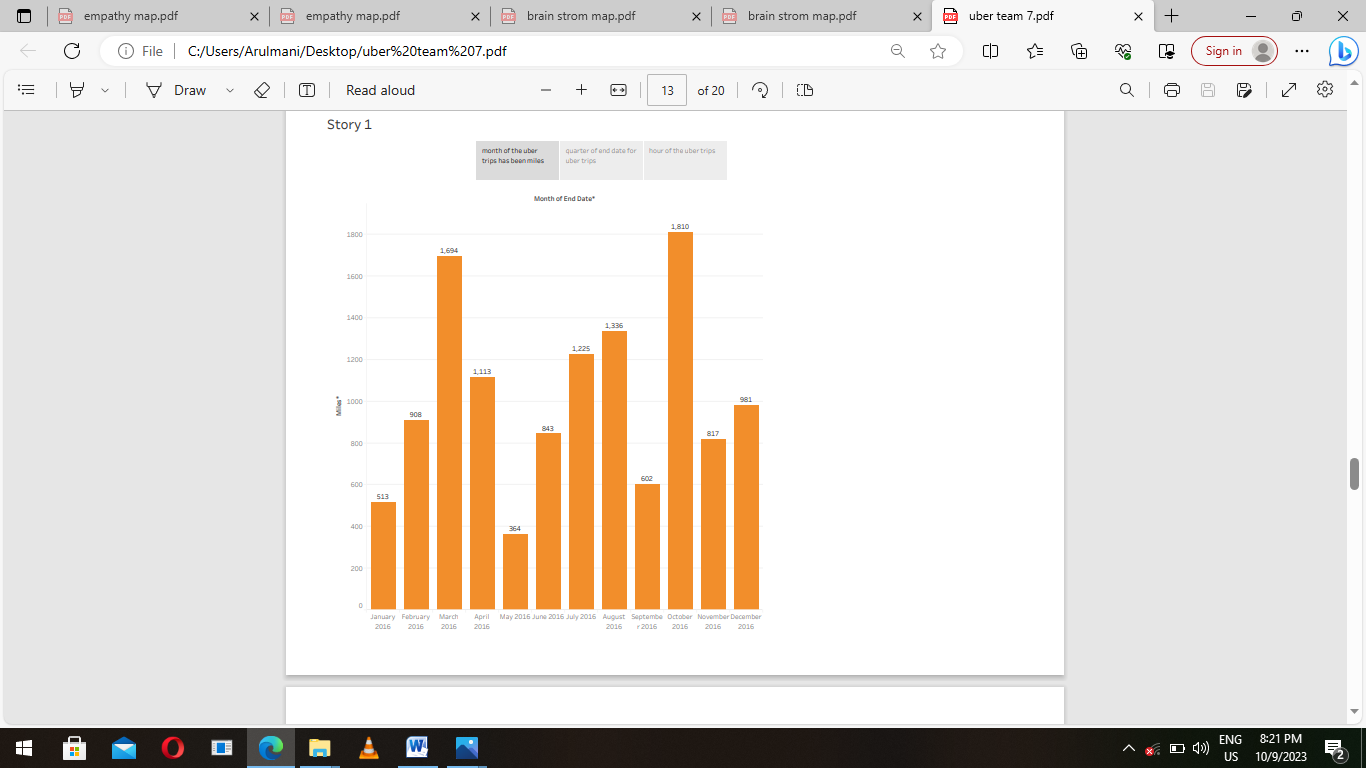 empathy map.pdf
empathy map.pdf
brain strom map.pdf
brain strom map.pdf
uber team 7.pdf
File
C:/Users/Arulmani/Desktop/uber%20team%207.pdf
Sign in
Draw
Read aloud
13
of 20
Story 1
month of the uber
trips has been miles
quarter of end date for
uber trips
hour of the uber trips
Month of End Date*
Miles*
1800
1600
1400
1200
1000
800
600
400
200
0
513
908
1,694
1,113
364
843
1,225
1,336
602
1,810
817
981
January
2016
February
2016
March
2016
April
2016
May 2016
June 2016
July 2016
August
2016
Septembe
r 2016
October
2016
November
2016
December
2016
ENG
US
8:21 PM
10/9/2023
2